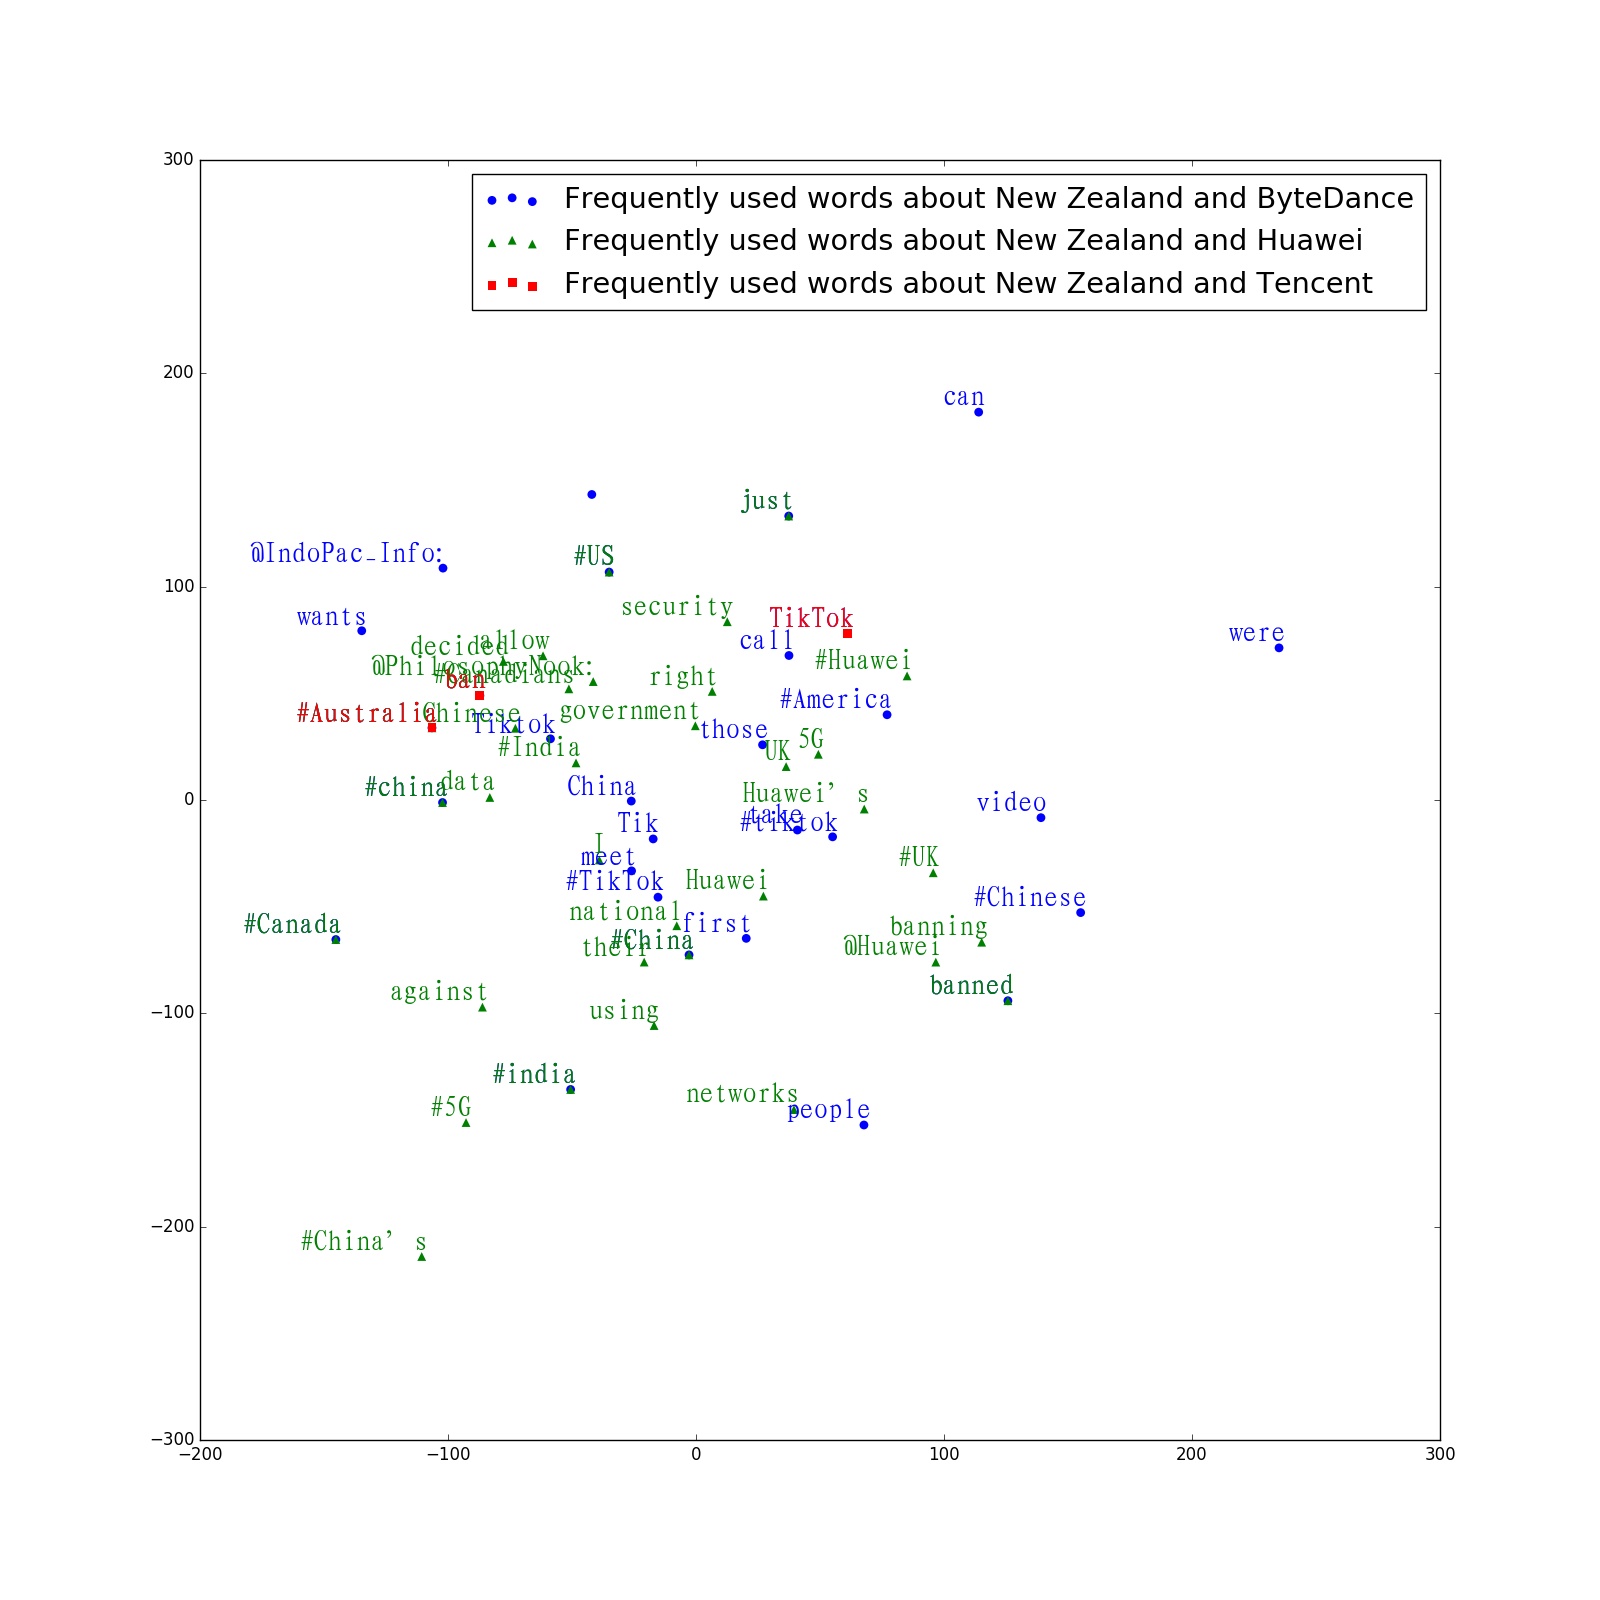 300
Frequently used words about New Zealand and ByteDance
Frequently used words about New Zealand and Huawei
Frequently used words about New Zealand and Tencent
200
can
just
@IndoPac_Info:
#US
100
security
wants
TikTok
call
were
decided
allow
@PhilosophyNook:
#Canadians
#Huawei
ban
right
#America
#Australia
Chinese
government
Tiktok
those
#India
UK
5G
#china
data
China
Huawei's
0
take
#tiktok
video
Tik
I
meet
#UK
#TikTok
Huawei
#Chinese
national
first
#Canada
#China
their
banning
@Huawei
banned
against
−100
using
#india
networks
people
#5G
−200
#China's
−300
−200
−100
0
100
200
300